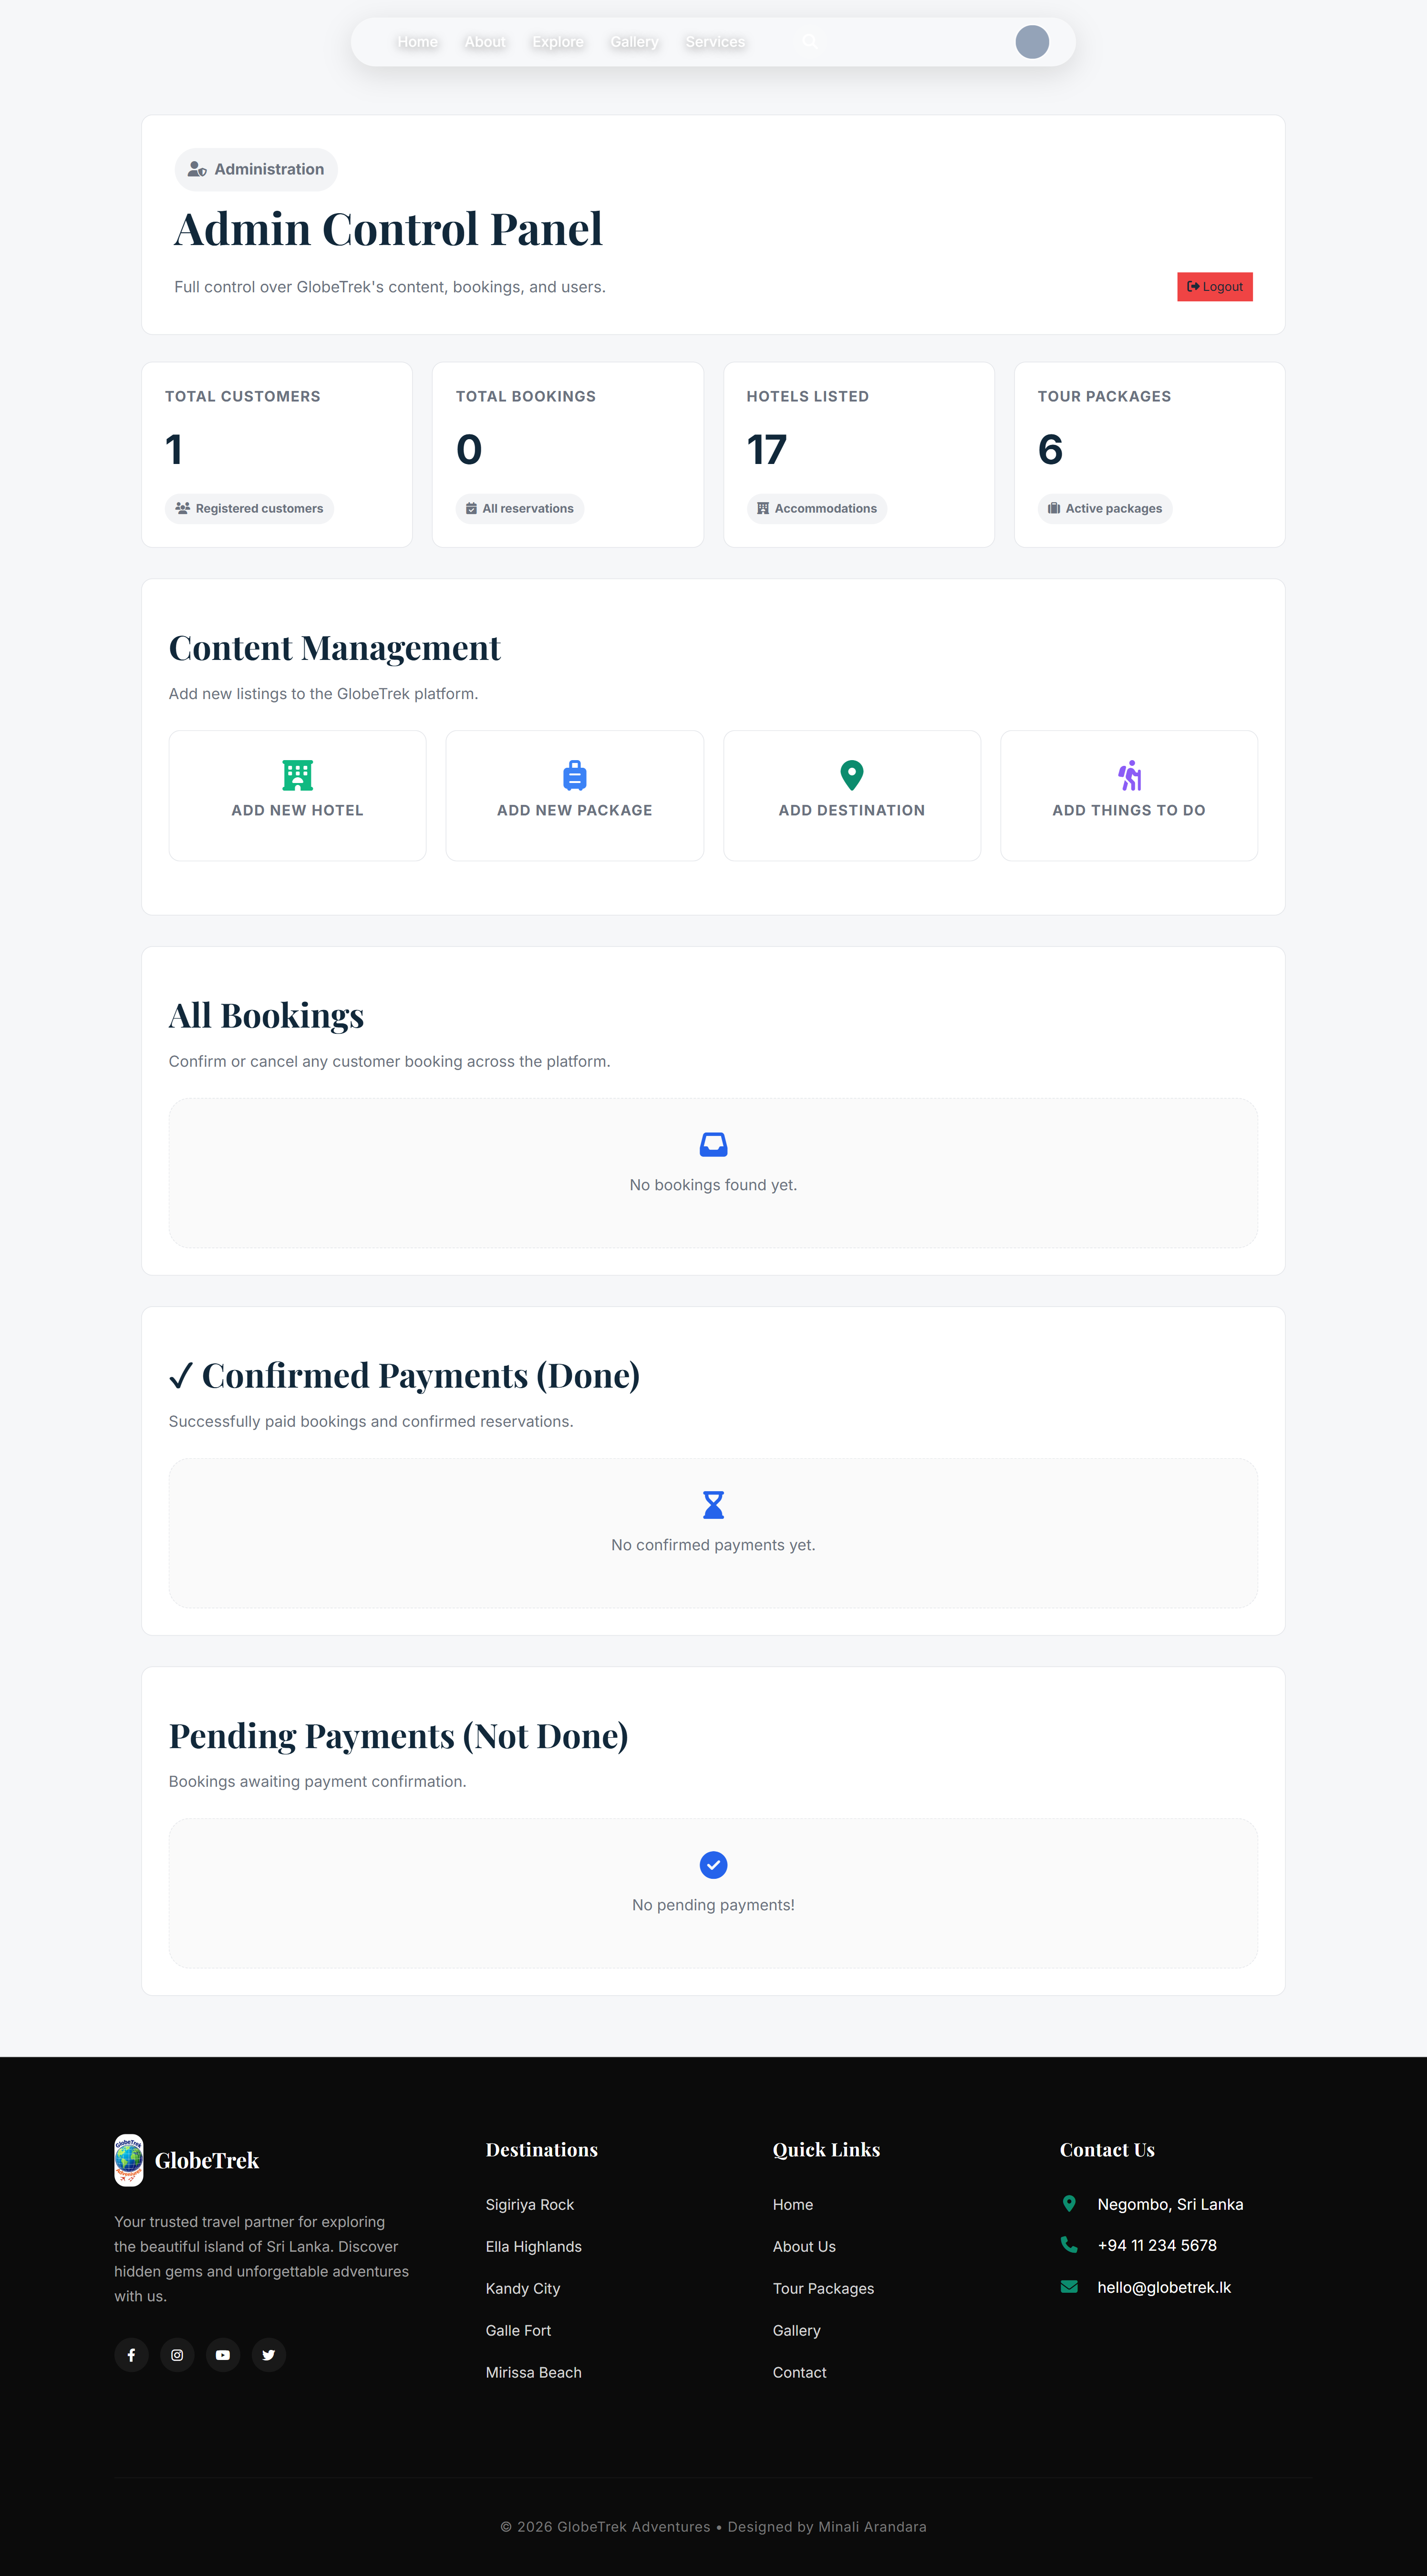 Home About Explore Gallery Services
Administration
Admin Control Panel
Full control over GlobeTrek's content, bookings, and users.
Logout
TOTAL CUSTOMERS
1
Registered customers
TOTAL BOOKINGS
0
All reservations
HOTELS LISTED
17
Accommodations
TOUR PACKAGES
6
Active packages
Content Management
Add new listings to the GlobeTrek platform.
ADD NEW HOTEL
ADD NEW PACKAGE
ADD DESTINATION
ADD THINGS TO DO
All Bookings
Confirm or cancel any customer booking across the platform.
No bookings found yet.
✓ Confirmed Payments (Done)
Successfully paid bookings and confirmed reservations.
No confirmed payments yet.
Pending Payments (Not Done)
Bookings awaiting payment confirmation.
No pending payments!
GlobeTrek
GlobeTrek
Your trusted travel partner for exploring
the beautiful island of Sri Lanka. Discover
hidden gems and unforgettable adventures
with us.
Destinations
Sigiriya Rock
Ella Highlands
Kandy City
Galle Fort
Mirissa Beach
Quick Links
Home
About Us
Tour Packages
Gallery
Contact
Contact Us
Negombo, Sri Lanka
+94 11 234 5678
hello@globetrek.lk
© 2026 GlobeTrek Adventures • Designed by Minali Arandara